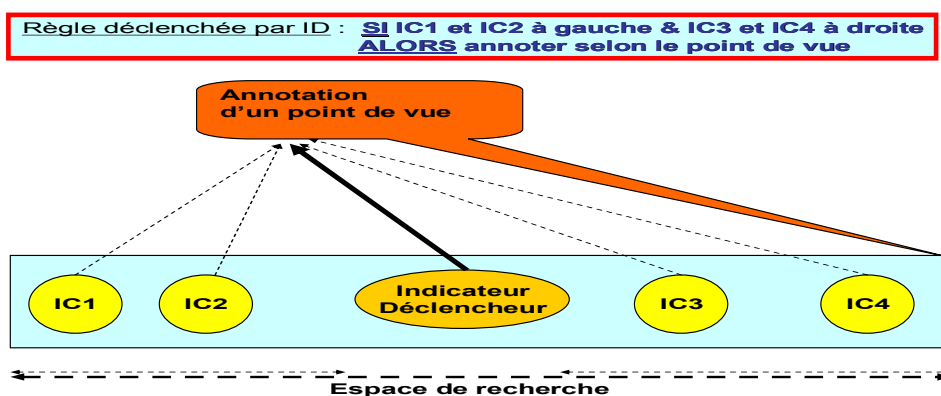 Règle déclenchée par ID : SI IC1 et IC2 à gauche & IC3 et IC4 à droite
ALORS annoter selon le point de vue
Annotation
d'un point de vue
IC1
IC2
Indicateur
Déclencheur
IC3
IC4
Espace de recherche